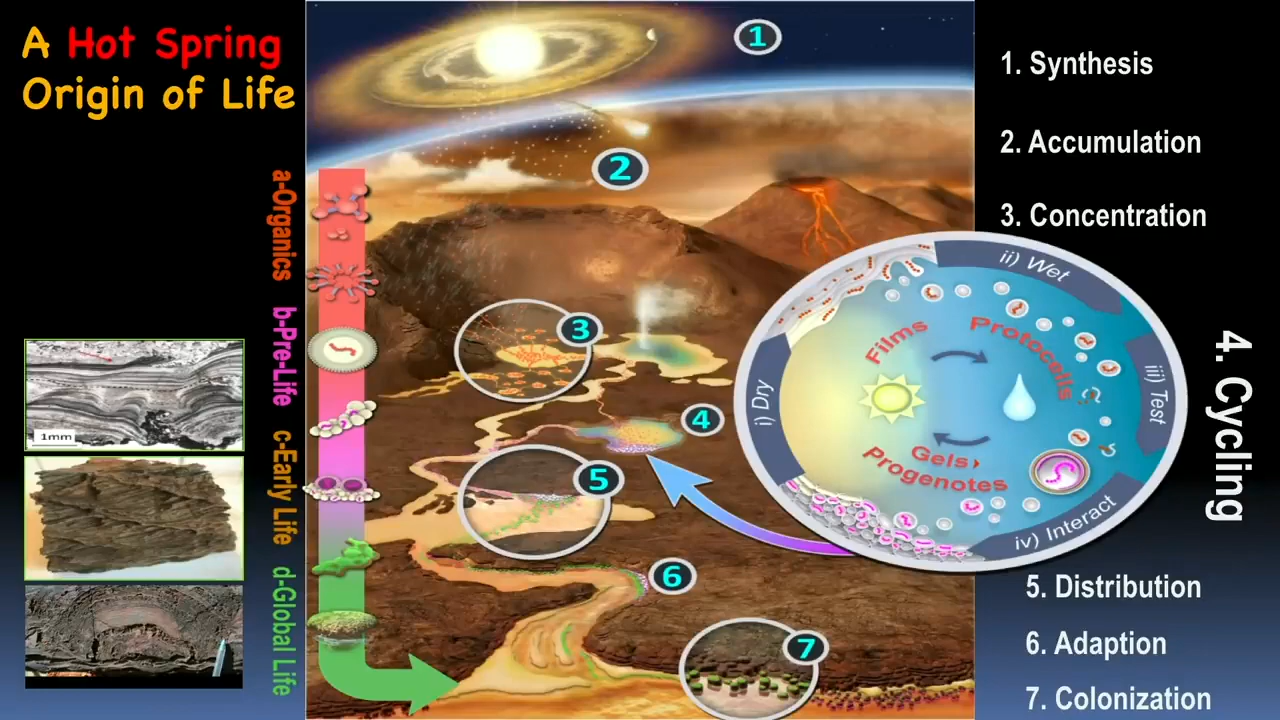 A Hot Spring
Origin of Life
a-Organics
b-Pre-Life
c-Early Life
d-Global Life
1mm
1
2
3
4
5
6
7
i) Dry
ii) Wet
iii) Test
iv) Interact
Films
Protocells
Gels›
Progenotes
1. Synthesis
2. Accumulation
3. Concentration
4. Cycling
5. Distribution
6. Adaption
7. Colonization